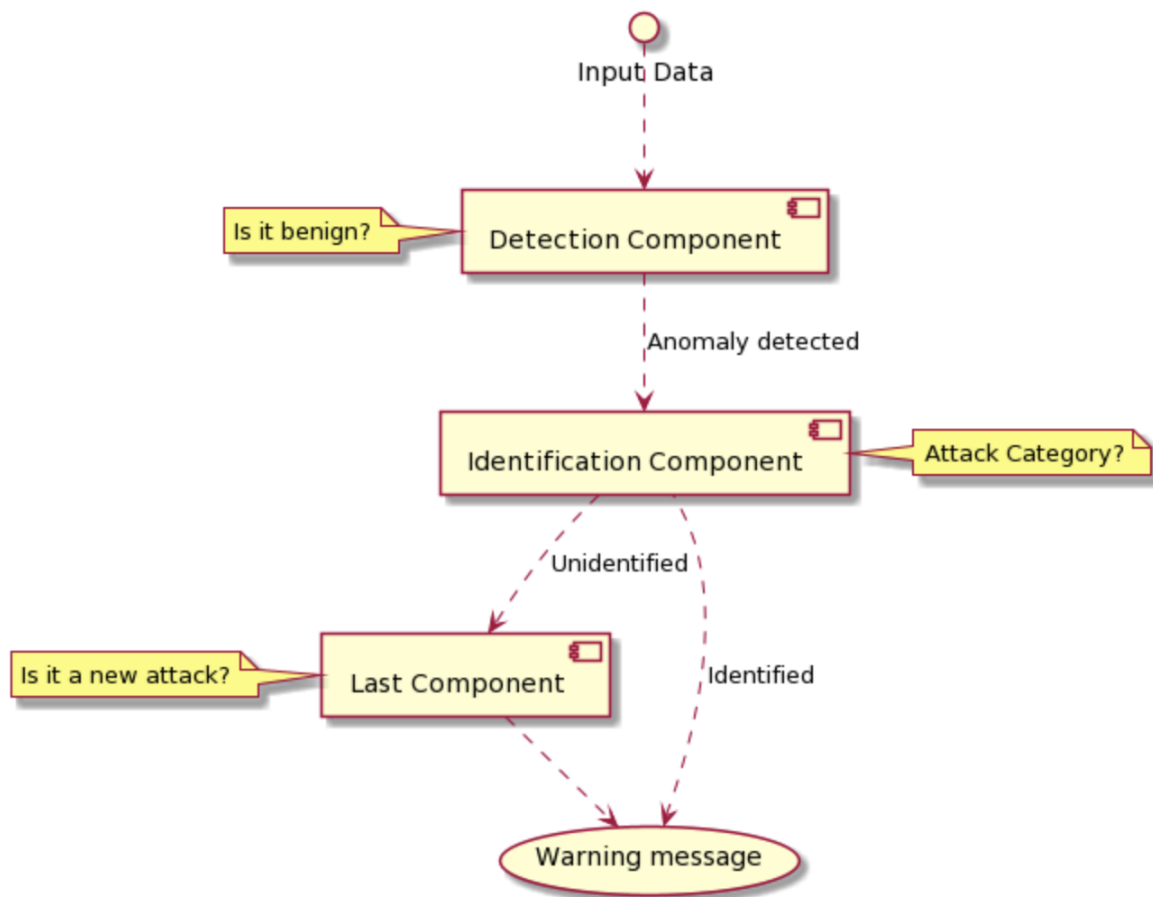 Input Data
Is it benign?
Detection Component
Anomaly detected
Identification Component
Attack Category?
Unidentified
Is it a new attack?
Last Component
Identified
Warning message